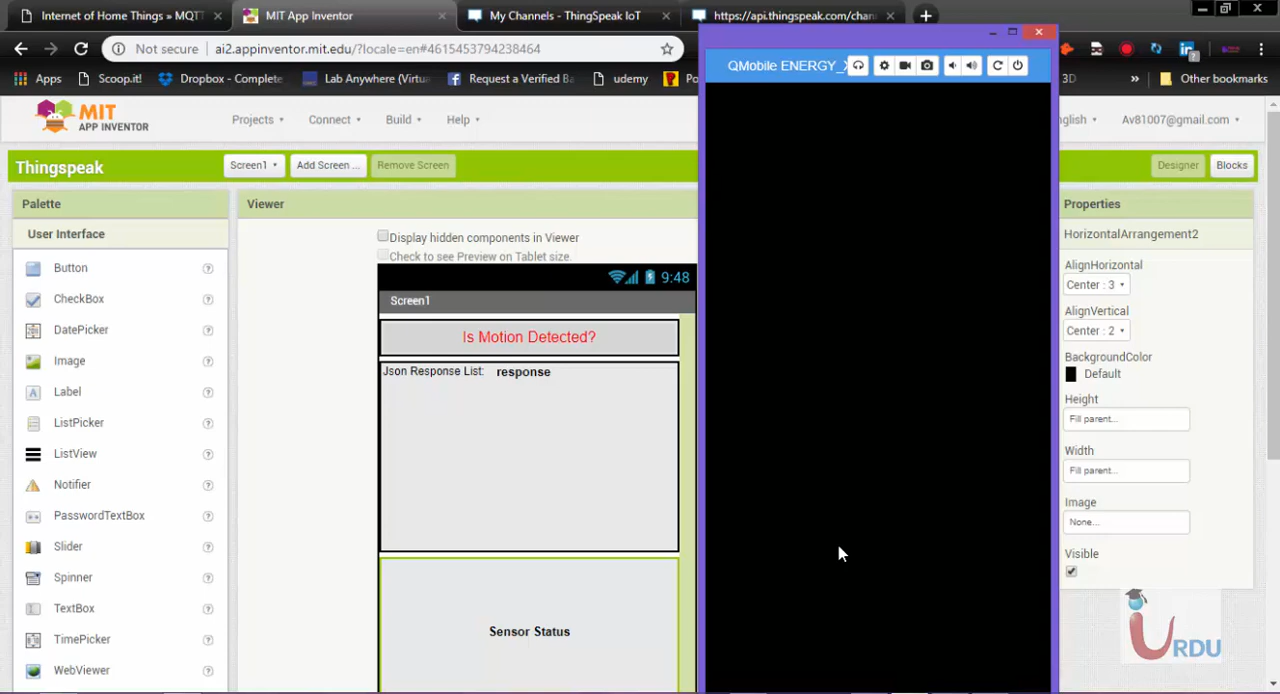 Internet of Home Things » MQTT
MIT App Inventor
My Channels - ThingSpeak IoT
https://api.thingspeak.com/chan
Not secure
ai2.appinventor.mit.edu/?locale=en#4615453794238464
Apps
Scoop.it!
Dropbox - Complete
Lab Anywhere (Virtu
Request a Verified Ba
udemy
Po
3D
»
Other bookmarks
QMobile ENERGY_X
MIT
APP INVENTOR
Projects
Connect
Build
Help
nglish
Av81007@gmail.com
Thingspeak
Screen1
Add Screen ...
Remove Screen
Designer
Blocks
Palette
Viewer
Properties
User Interface
Button
CheckBox
DatePicker
Image
Label
ListPicker
ListView
Notifier
PasswordTextBox
Slider
Spinner
TextBox
TimePicker
WebViewer
Display hidden components in Viewer
Check to see Preview on Tablet size.
9:48
Screen1
Is Motion Detected?
Json Response List: response
Sensor Status
HorizontalArrangement2
AlignHorizontal
Center : 3
AlignVertical
Center : 2
BackgroundColor
Default
Height
Fill parent...
Width
Fill parent...
Image
None...
Visible
URDU